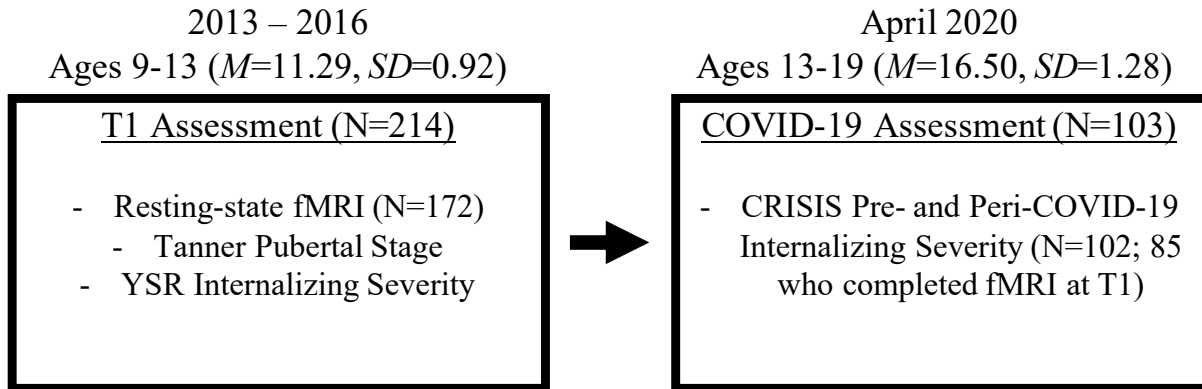 2013 – 2016
Ages 9-13 (M=11.29, SD=0.92)
T1 Assessment (N=214)
- Resting-state fMRI (N=172)
- Tanner Pubertal Stage
- YSR Internalizing Severity
April 2020
Ages 13-19 (M=16.50, SD=1.28)
COVID-19 Assessment (N=103)
- CRISIS Pre- and Peri-COVID-19
Internalizing Severity (N=102; 85
who completed fMRI at T1)